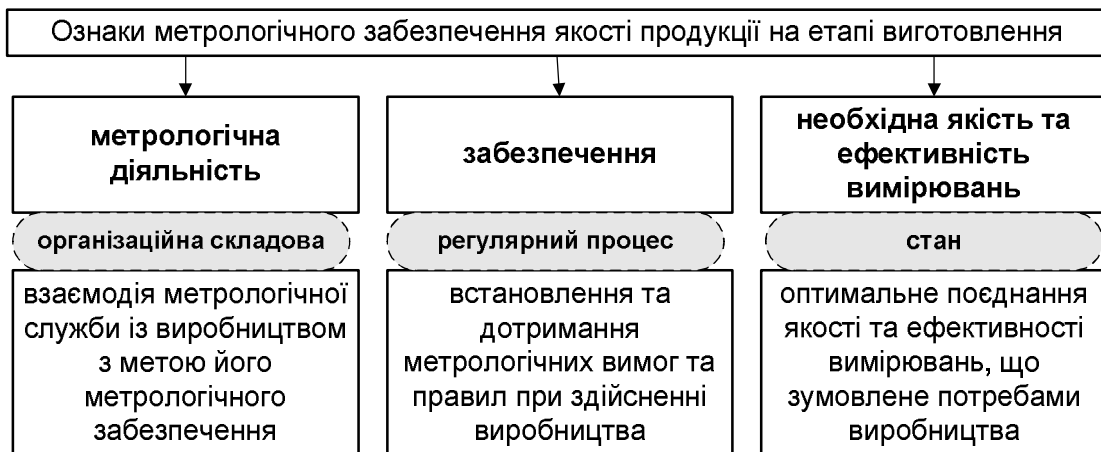 Ознаки метрологічного забезпечення якості продукції на етапі виготовлення
метрологічна
діяльність
організаційна складова
взаємодія метрологічної
служби із виробництвом
з метою його
метрологічного
забезпечення
забезпечення
регулярний процес
встановлення та
дотримання
метрологічних вимог та
правил при здійсненні
виробництва
необхідна якість та
ефективність
вимірювань
стан
оптимальне поєднання
якості та ефективності
вимірювань, що
зумовлене потребами
виробництва